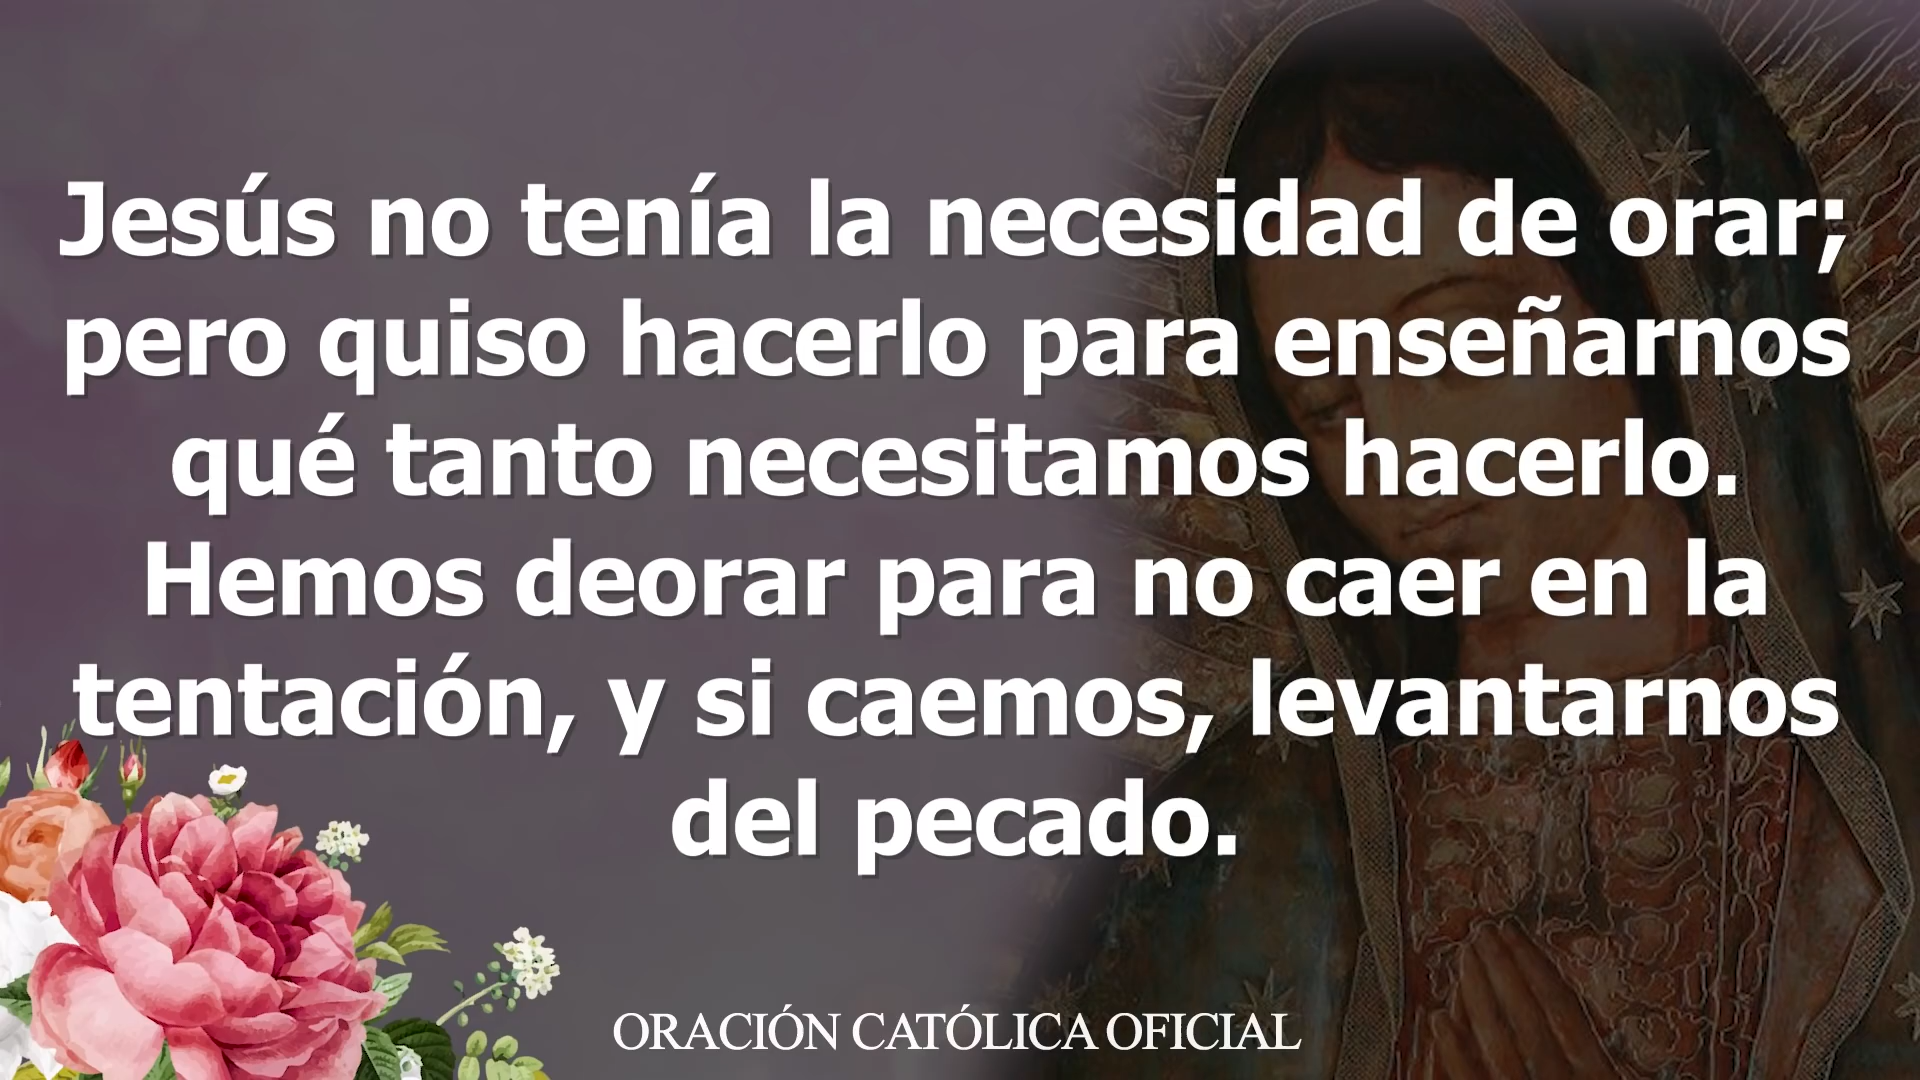 Jesús no tenía la necesidad de orar;
pero quiso hacerlo para enseñarnos
qué tanto necesitamos hacerlo.
Hemos deorar para no caer en la
tentación, y si caemos, levantarnos
del pecado.
ORACIÓN CATÓLICA OFICIAL